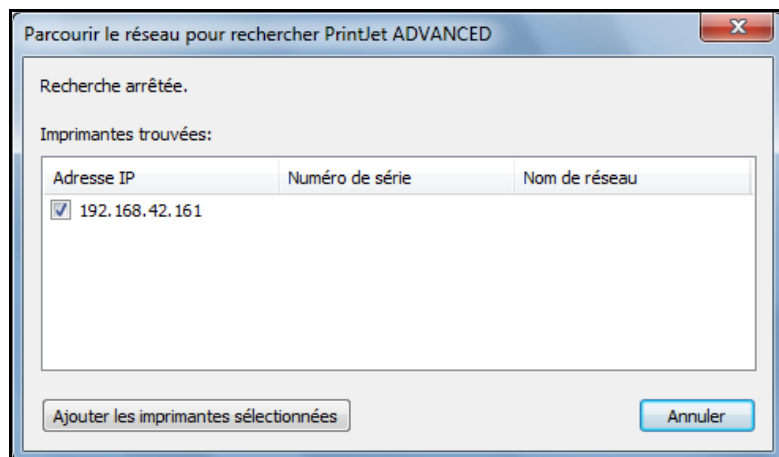 Parcourir le réseau pour rechercher PrintJet ADVANCED
Recherche arrêtée.
Imprimantes trouvées:
Adresse IP Numéro de série Nom de réseau
192.168.42.161
Ajouter les imprimantes sélectionnées Annuler